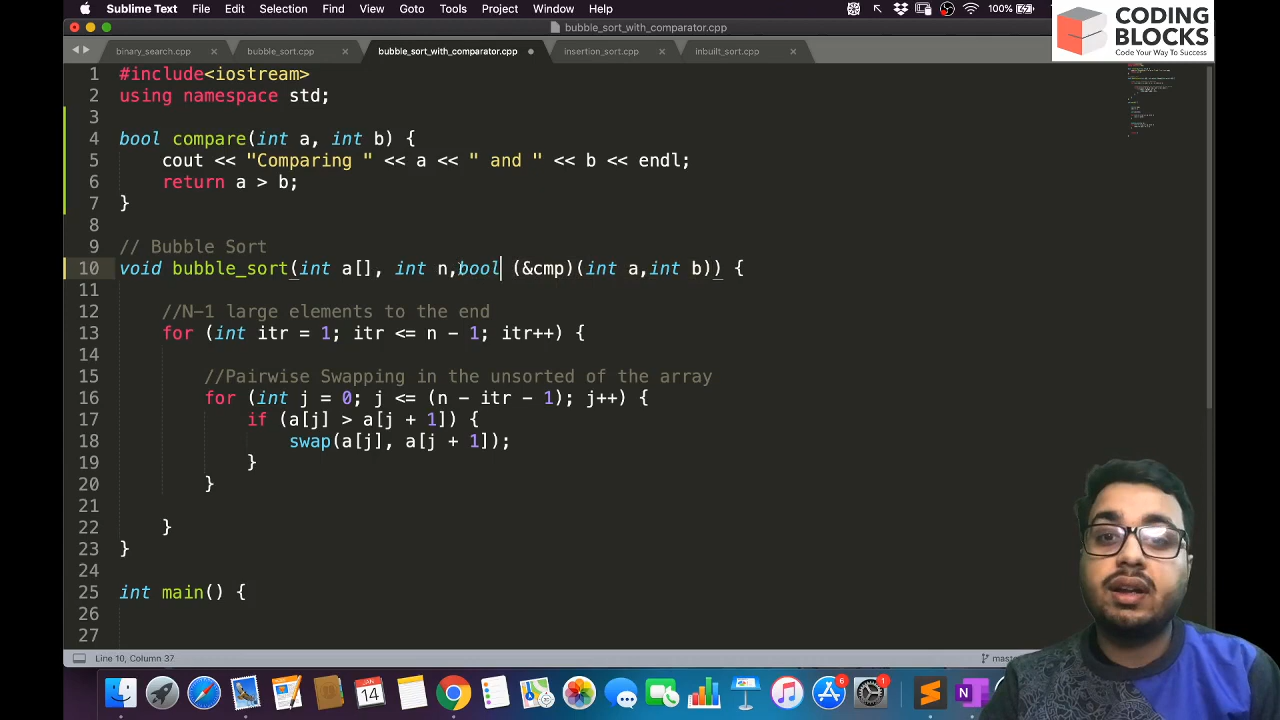 Sublime Text File Edit Selection Find View Goto Tools Project Window Help 100%
bubble_sort_with_comparator.cpp
CODING
BLOCKS
Code Your Way To Success
binary_search.cpp bubble_sort.cpp bubble_sort_with_comparator.cpp insertion_sort.cpp inbuilt_sort.cpp
1 #include<iostream>
2 using namespace std;
3
4 bool compare(int a, int b) {
5 cout << "Comparing " << a << " and " << b << endl;
6 return a > b;
7 }
8
9 // Bubble Sort
10 void bubble_sort(int a[], int n,bool (&cmp)(int a,int b)) {
11
12 //N-1 large elements to the end
13 for (int itr = 1; itr <= n - 1; itr++) {
14
15 //Pairwise Swapping in the unsorted of the array
16 for (int j = 0; j <= (n - itr - 1); j++) {
17 if (a[j] > a[j + 1]) {
18 swap(a[j], a[j + 1]);
19 }
20 }
21
22 }
23 }
24
25 int main() {
26
27
Line 10, Column 37
JAN
14
6